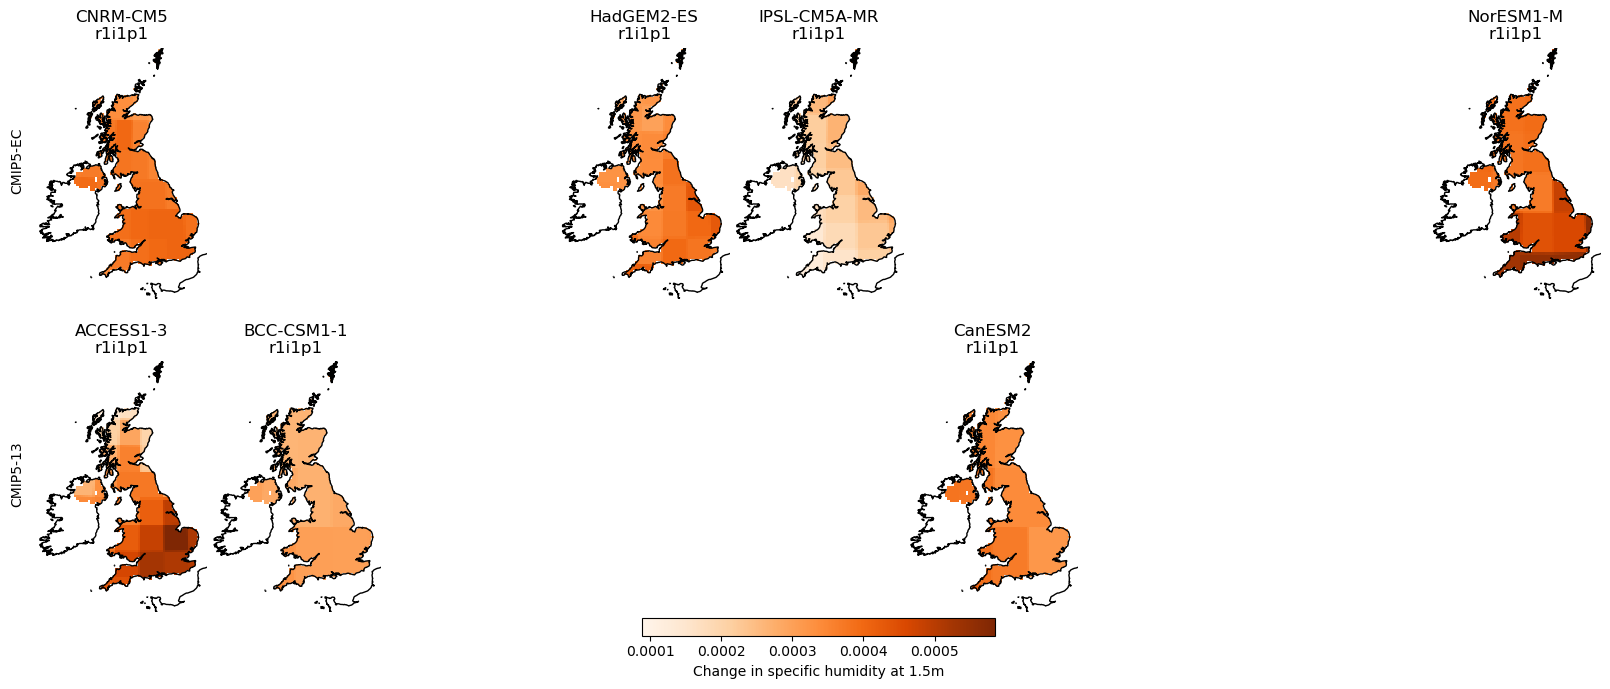 CNRM-CM5
r1i1p1
HadGEM2-ES
r1i1p1
IPSL-CM5A-MR
r1i1p1
NorESM1-M
r1i1p1
CMIP5-EC
ACCESS1-3
r1i1p1
BCC-CSM1-1
r1i1p1
CanESM2
r1i1p1
CMIP5-13
0.0001 0.0002 0.0003 0.0004 0.0005
Change in specific humidity at 1.5m